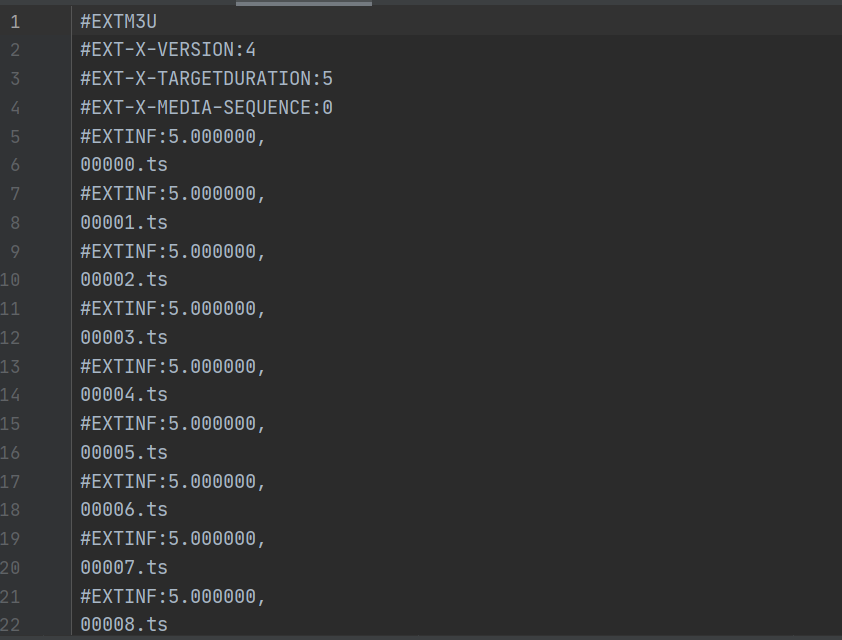 1 #EXTM3U
2 #EXT-X-VERSION:4
3 #EXT-X-TARGETDURATION:5
4 #EXT-X-MEDIA-SEQUENCE:0
5 #EXTINF:5.000000,
6 00000.ts
7 #EXTINF:5.000000,
8 00001.ts
9 #EXTINF:5.000000,
10 00002.ts
11 #EXTINF:5.000000,
12 00003.ts
13 #EXTINF:5.000000,
14 00004.ts
15 #EXTINF:5.000000,
16 00005.ts
17 #EXTINF:5.000000,
18 00006.ts
19 #EXTINF:5.000000,
20 00007.ts
21 #EXTINF:5.000000,
22 00008.ts